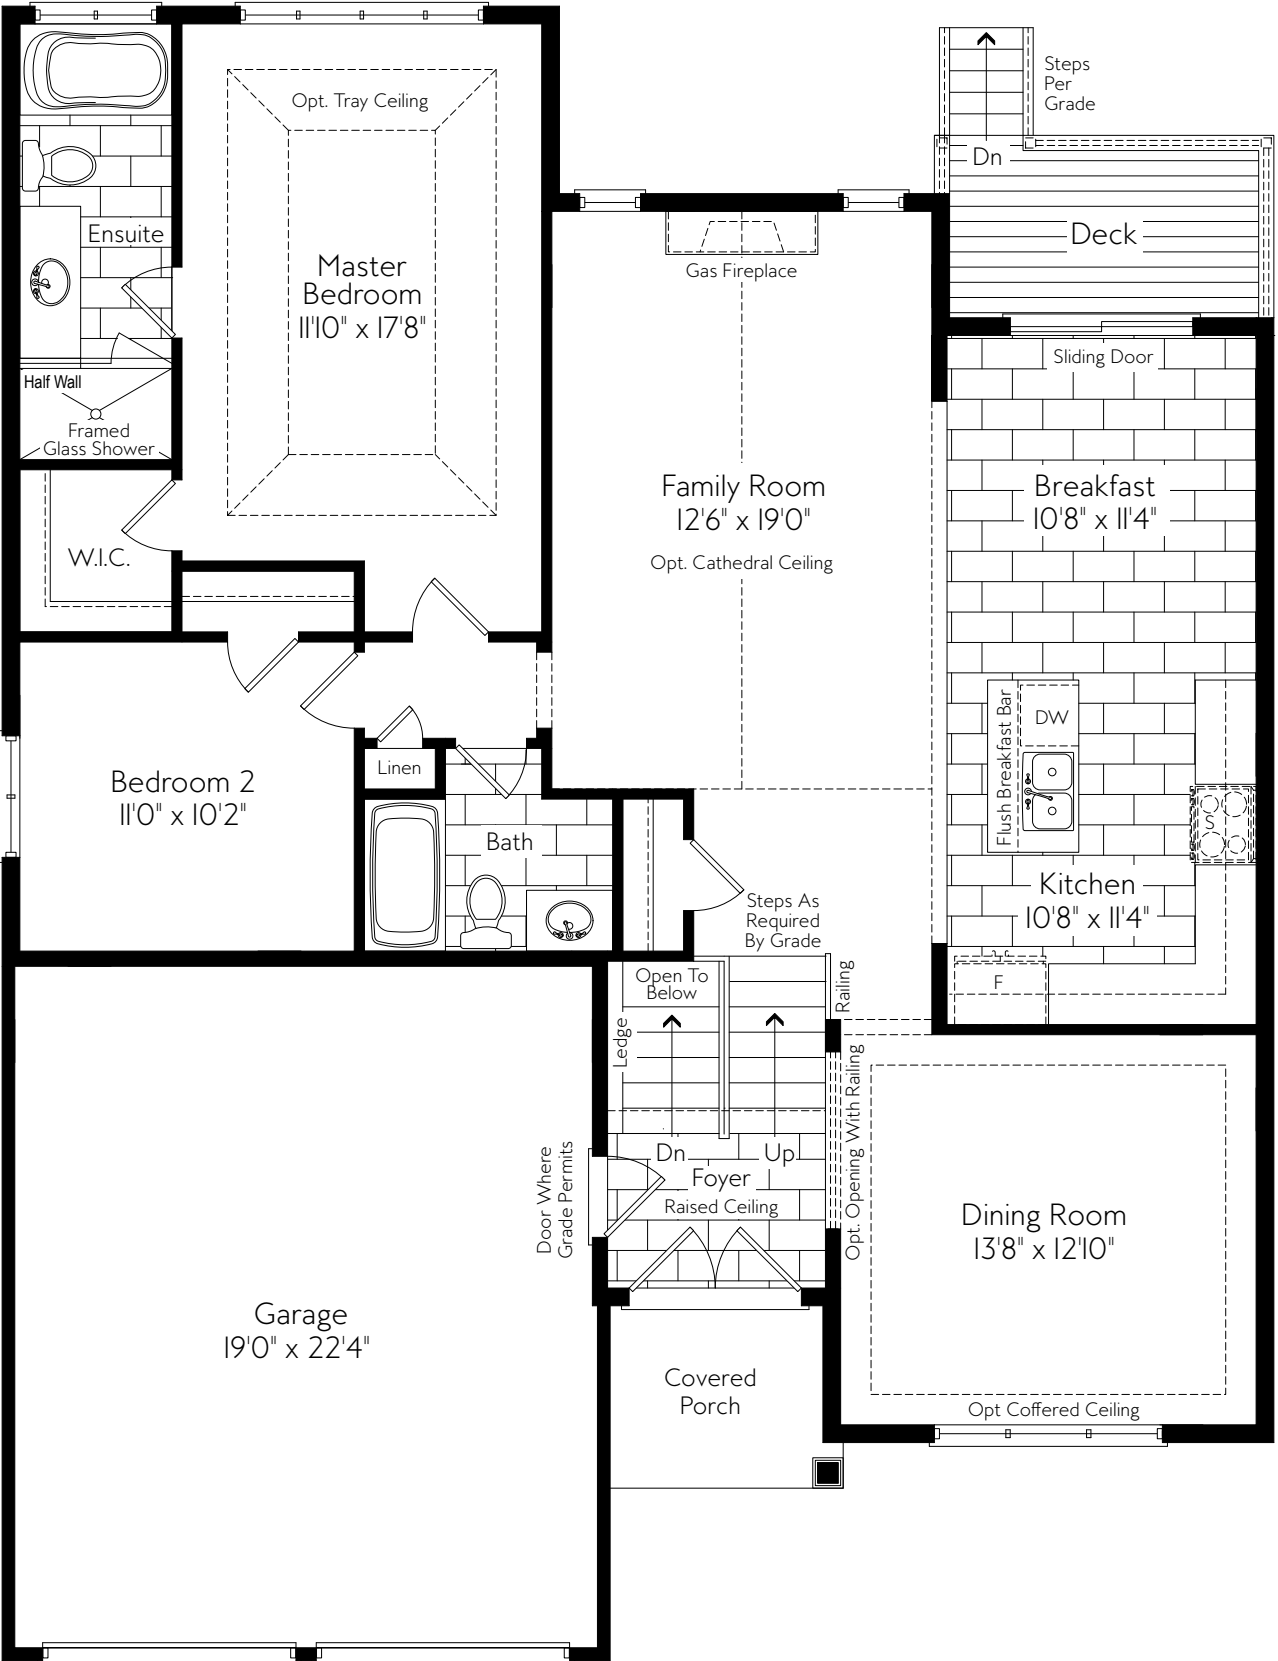 Opt. Tray Ceiling
Steps
Per
Grade
Dn
Deck
Ensuite
Master
Bedroom
11'10" x 17'8"
Gas Fireplace
Sliding Door
Half Wall
Framed
Glass Shower
Family Room
12'6" x 19'0"
Opt. Cathedral Ceiling
Breakfast
10'8" x 11'4"
W.I.C.
Flush Breakfast Bar
DW
Linen
Bedroom 2
11'0" x 10'2"
Bath
S
Kitchen
10'8" x 11'4"
Steps As
Required
By Grade
F
Open To
Below
Railing
Ledge
Opt. Opening With Railing
Dn
Up
Foyer
Raised Ceiling
Door Where
Grade Permits
Dining Room
13'8" x 12'10"
Garage
19'0" x 22'4"
Covered
Porch
Opt Coffered Ceiling